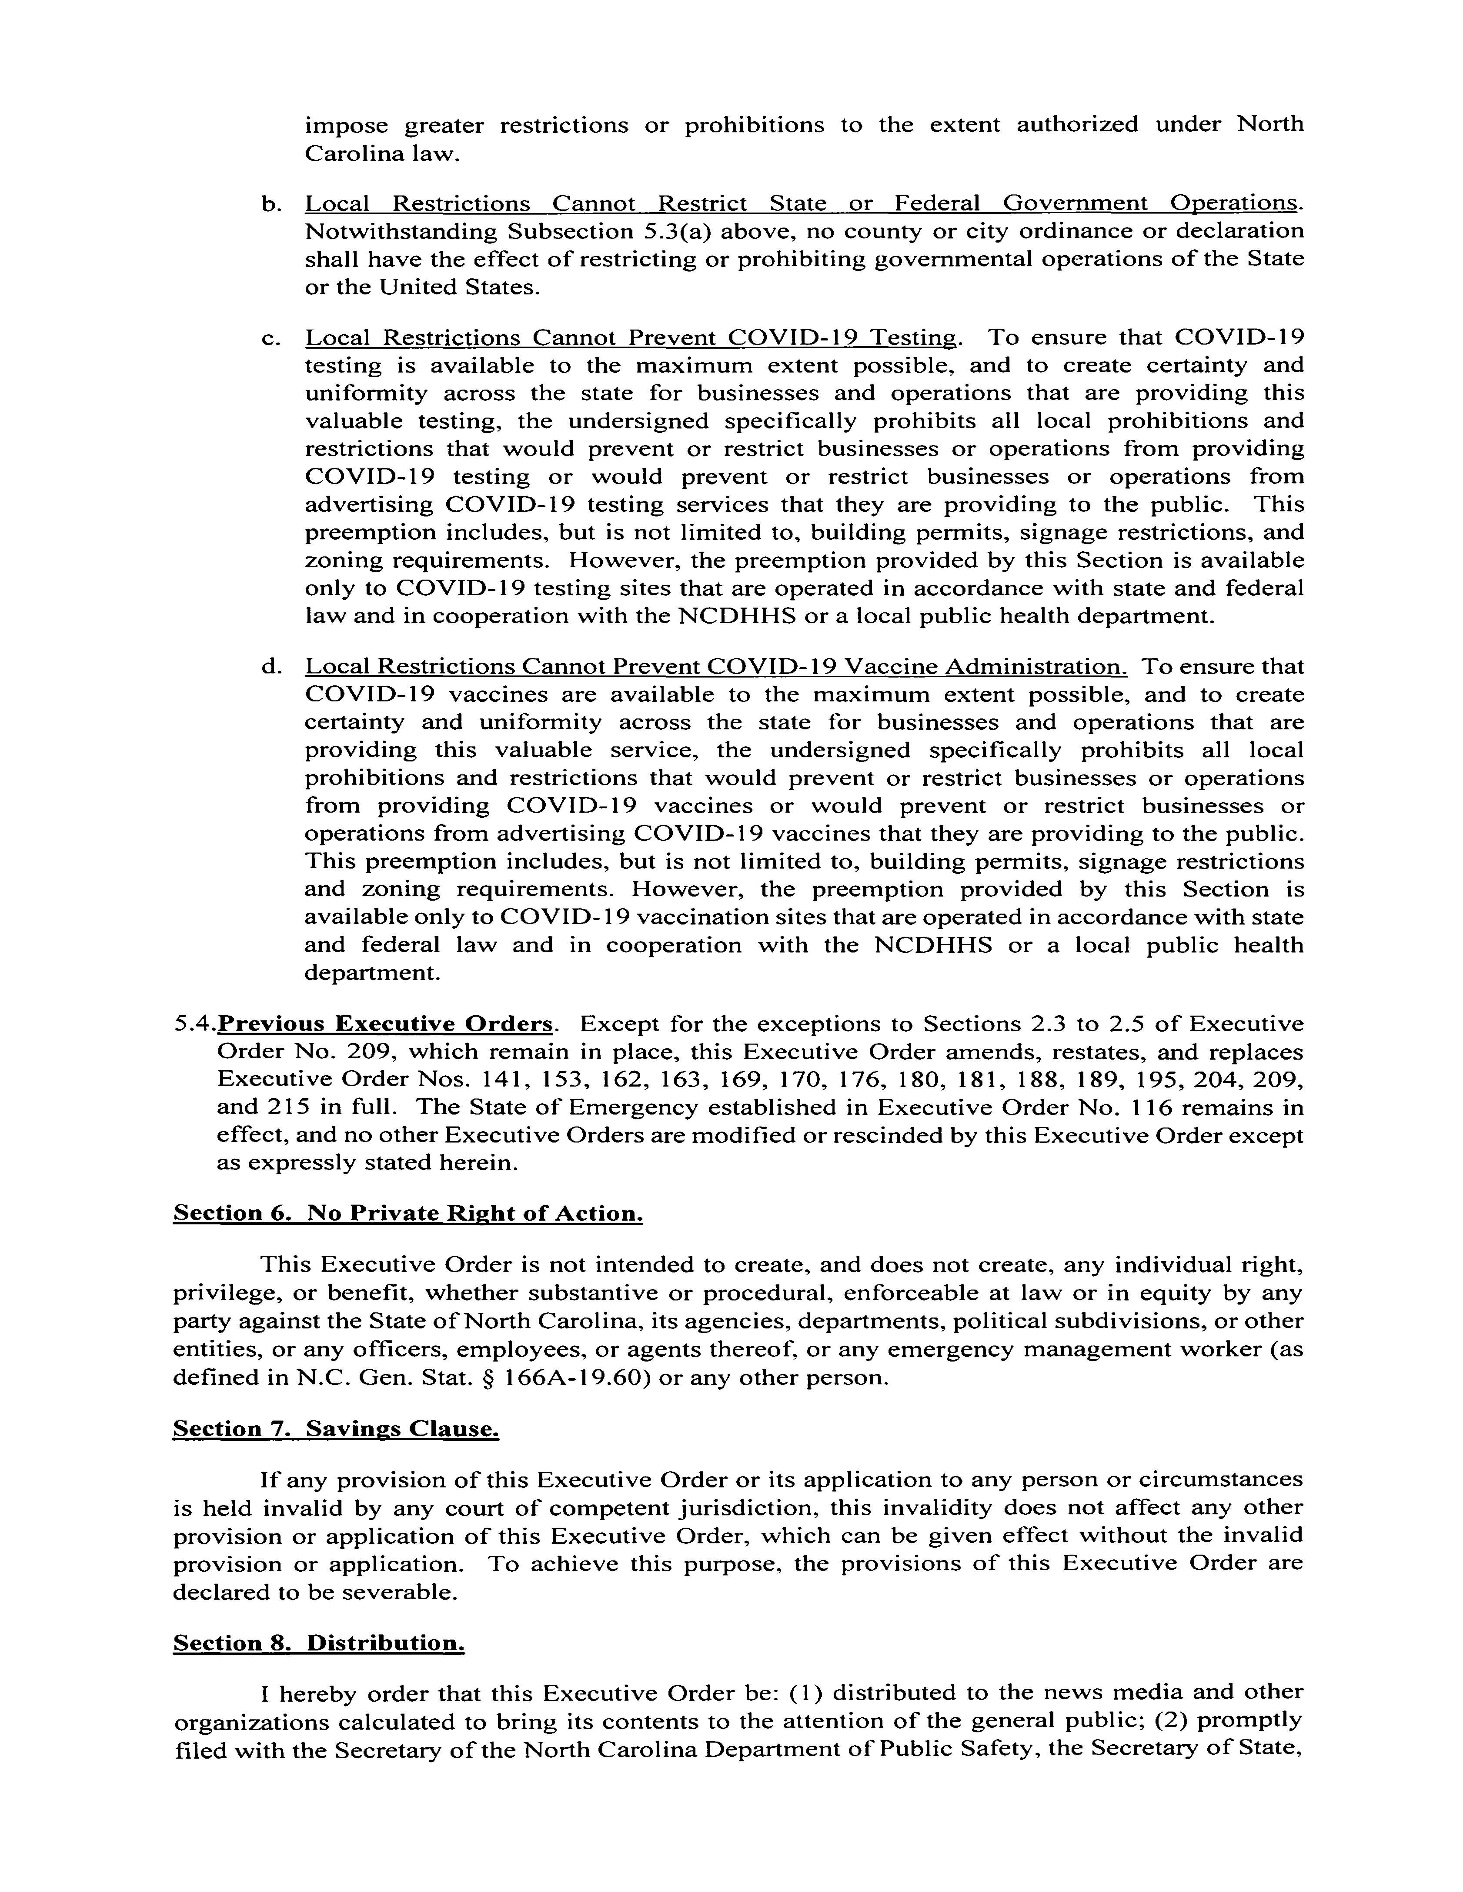 impose greater restrictions or prohibitions to the extent authorized under North
Carolina law.
b. Local Restrictions Cannot Restrict State or Federal Government Operations.
Notwithstanding Subsection 5.3(a) above, no county or city ordinance or declaration
shall have the effect of restricting or prohibiting governmental operations of the State
or the United States.
c. Local Restrictions Cannot Prevent COVID-19 Testing. To ensure that COVID-19
testing is available to the maximum extent possible, and to create certainty and
uniformity across the state for businesses and operations that are providing this
valuable testing, the undersigned specifically prohibits all local prohibitions and
restrictions that would prevent or restrict businesses or operations from providing
COVID-19 testing or would prevent or restrict businesses or operations from
advertising COVID-19 testing services that they are providing to the public. This
preemption includes, but is not limited to, building permits, signage restrictions, and
zoning requirements. However, the preemption provided by this Section is available
only to COVID-19 testing sites that are operated in accordance with state and federal
law and in cooperation with the NCDHHS or a local public health department.
d. Local Restrictions Cannot Prevent COVID-19 Vaccine Administration. To ensure that
COVID-19 vaccines are available to the maximum extent possible, and to create
certainty and uniformity across the state for businesses and operations that are
providing this valuable service, the undersigned specifically prohibits all local
prohibitions and restrictions that would prevent or restrict businesses or operations
from providing COVID-19 vaccines or would prevent or restrict businesses or
operations from advertising COVID-19 vaccines that they are providing to the public.
This preemption includes, but is not limited to, building permits, signage restrictions
and zoning requirements. However, the preemption provided by this Section is
available only to COVID-19 vaccination sites that are operated in accordance with state
and federal law and in cooperation with the NCDHHS or a local public health
department.
5.4.Previous Executive Orders. Except for the exceptions to Sections 2.3 to 2.5 of Executive
Order No. 209, which remain in place, this Executive Order amends, restates, and replaces
Executive Order Nos. 141, 153, 162, 163, 169, 170, 176, 180, 181, 188, 189, 195, 204, 209,
and 215 in full. The State of Emergency established in Executive Order No. 116 remains in
effect, and no other Executive Orders are modified or rescinded by this Executive Order except
as expressly stated herein.
Section 6. No Private Right of Action.
This Executive Order is not intended to create, and does not create, any individual right,
privilege, or benefit, whether substantive or procedural, enforceable at law or in equity by any
party against the State of North Carolina, its agencies, departments, political subdivisions, or other
entities, or any officers, employees, or agents thereof, or any emergency management worker (as
defined in N.C. Gen. Stat. § 166A-19.60) or any other person.
Section 7. Savings Clause.
If any provision of this Executive Order or its application to any person or circumstances
is held invalid by any court of competent jurisdiction, this invalidity does not affect any other
provision or application of this Executive Order, which can be given effect without the invalid
provision or application. To achieve this purpose, the provisions of this Executive Order are
declared to be severable.
Section 8. Distribution.
I hereby order that this Executive Order be: (1) distributed to the news media and other
organizations calculated to bring its contents to the attention of the general public; (2) promptly
filed with the Secretary of the North Carolina Department of Public Safety, the Secretary of State,